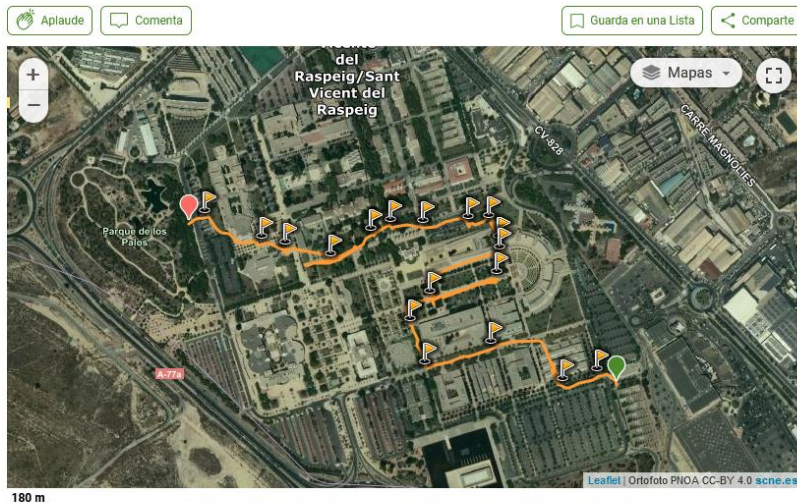 Aplaude
Comenta
Guarda en una Lista
Comparte
del
Raspeig/Sant
Vicent del
Raspeig
+
−
Mapas
CV-828
CARRE MAGNOLIES
Parque de los
Palos
A-77a
Leaflet | Ortofoto PNOA CC-BY 4.0 scne.es
180 m